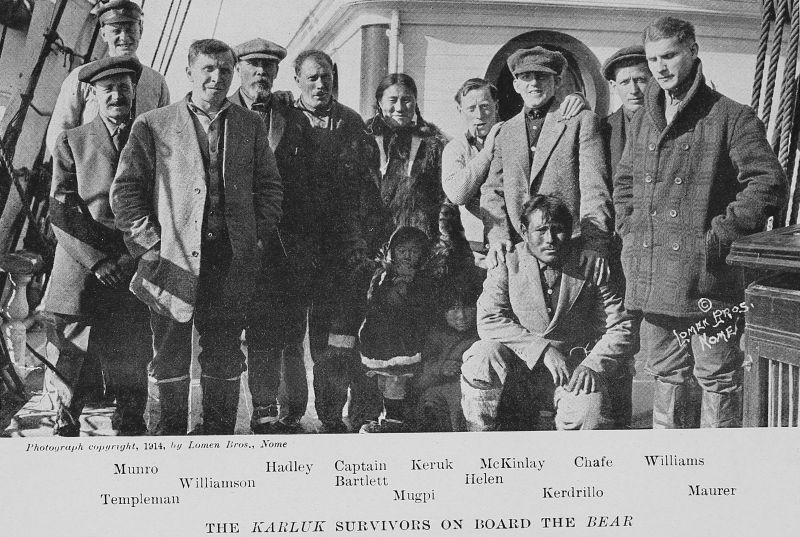 © LOMEN BROS.
NOME
Photograph copyright, 1914, by Lomen Bros., Nome
Munro Hadley Captain Keruk McKinlay Chafe Williams
Williamson Bartlett Helen
Templeman Mugpi Kerdrillo Maurer
THE KARLUK SURVIVORS ON BOARD THE BEAR